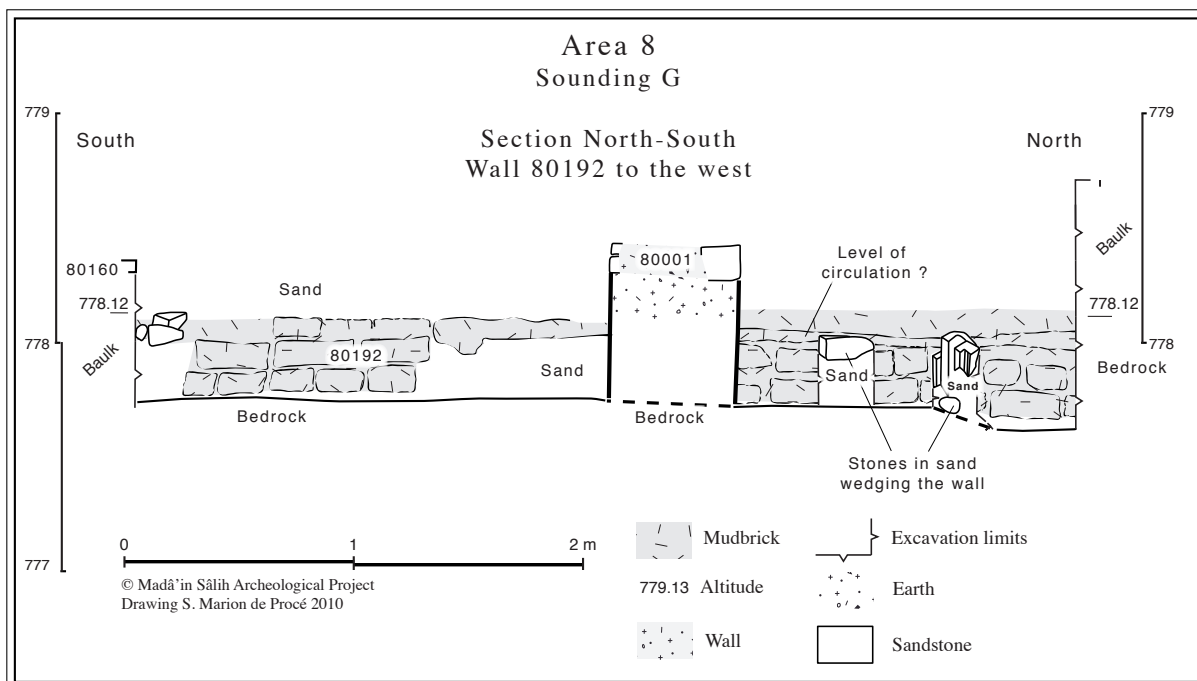 Area 8
Sounding G
Section North-South
Wall 80192 to the west
779
South
North
779
80160
778.12
778
Baulk
Sand
80192
Sand
Bedrock
80001
Bedrock
Level of
circulation ?
Sand
Sand
Baulk
778.12
778
Bedrock
Stones in sand
wedging the wall
777
0 1 2 m
© Madâ’in Sâlih Archeological Project
Drawing S. Marion de Procé 2010
Mudbrick
Excavation limits
779.13 Altitude
Earth
Wall
Sandstone